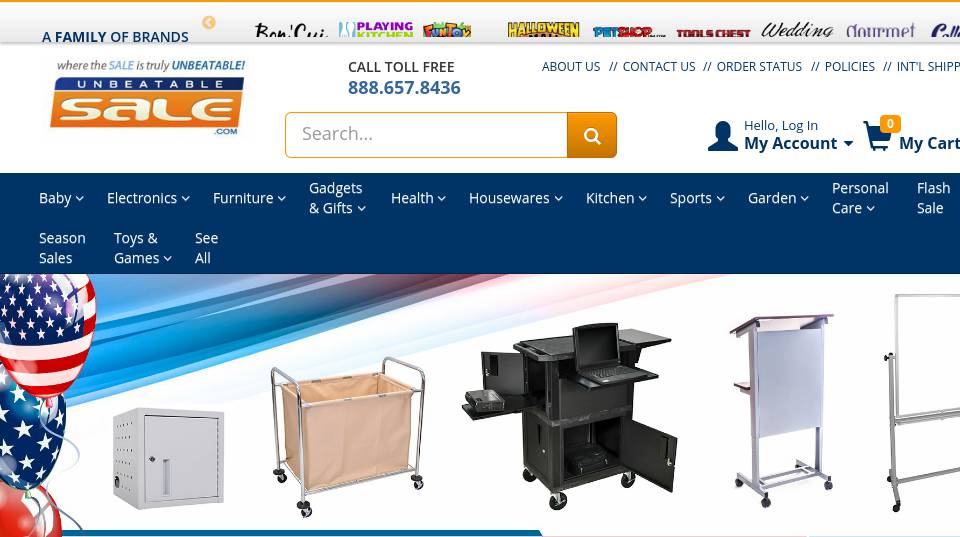 A FAMILY OF BRANDS
Bon'Cui
PLAYING KITCHEN
FunToy
HALLOWEEN
PETSHOP
TOOLS CHEST
Wedding
Gourmet
where the SALE is truly UNBEATABLE!
UNBEATABLE
SALE
.COM
CALL TOLL FREE
888.657.8436
ABOUT US // CONTACT US // ORDER STATUS // POLICIES // INT'L SHIPP
Search...
Hello, Log In
My Account
0
My Cart
Baby
Electronics
Furniture
Gadgets
& Gifts
Health
Housewares
Kitchen
Sports
Garden
Personal
Care
Flash
Sale
Season
Sales
Toys &
Games
See
All